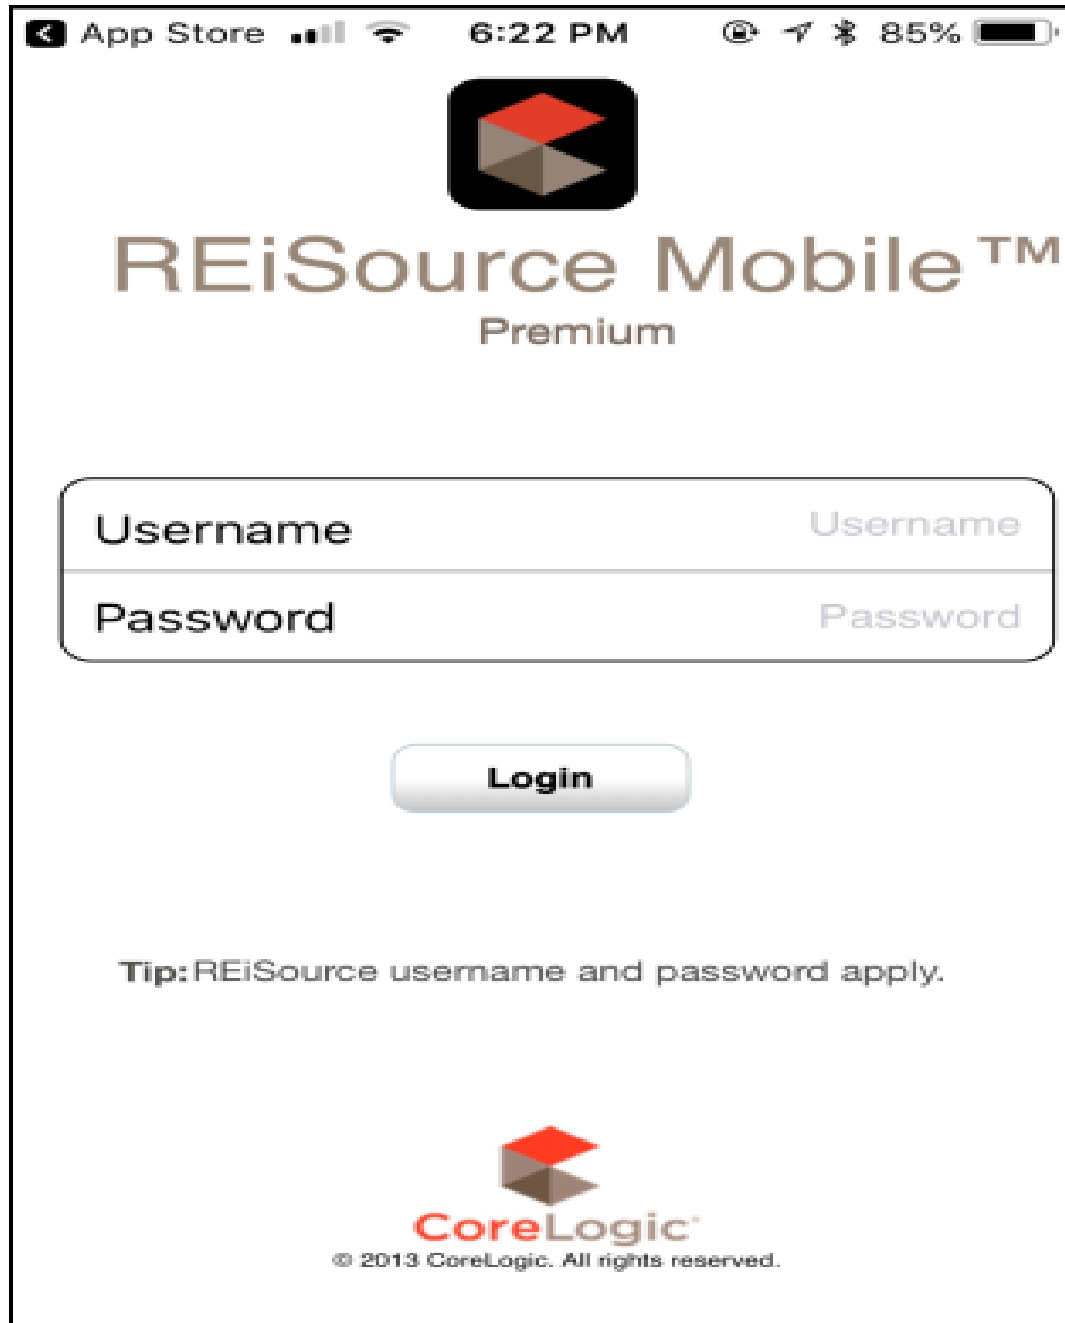 App Store 6:22 PM 85%
REiSource Mobile™
Premium
Username Username
Password Password
Login
Tip: REiSource username and password apply.
CoreLogic®
© 2013 CoreLogic. All rights reserved.